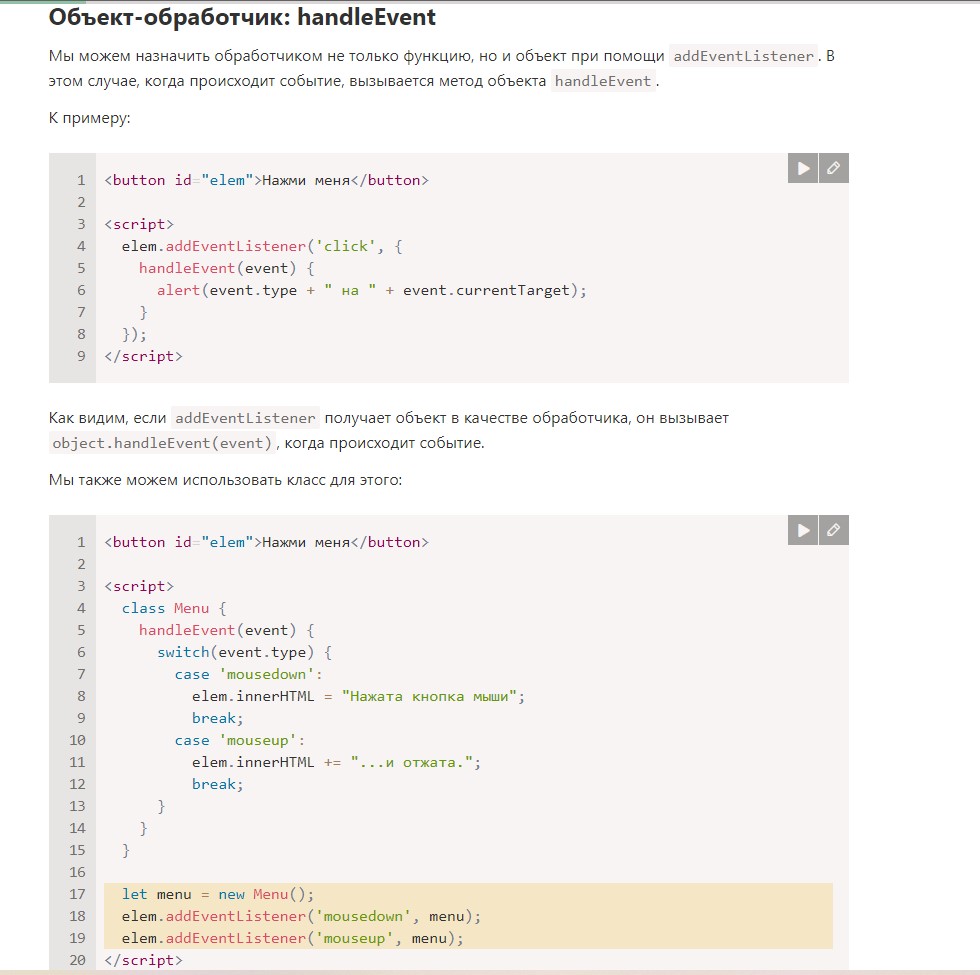 Объект-обработчик: handleEvent
Мы можем назначить обработчиком не только функцию, но и объект при помощи addEventListener. В
этом случае, когда происходит событие, вызывается метод объекта handleEvent.
К примеру:
1 <button id="elem">Нажми меня</button>
2
3 <script>
4   elem.addEventListener('click', {
5     handleEvent(event) {
6       alert(event.type + " на " + event.currentTarget);
7     }
8   });
9 </script>
Как видим, если addEventListener получает объект в качестве обработчика, он вызывает
object.handleEvent(event), когда происходит событие.
Мы также можем использовать класс для этого:
1 <button id="elem">Нажми меня</button>
2
3 <script>
4   class Menu {
5     handleEvent(event) {
6       switch(event.type) {
7         case 'mousedown':
8           elem.innerHTML = "Нажата кнопка мыши";
9           break;
10         case 'mouseup':
11           elem.innerHTML += "...и отжата.";
12           break;
13       }
14     }
15   }
16
17   let menu = new Menu();
18   elem.addEventListener('mousedown', menu);
19   elem.addEventListener('mouseup', menu);
20 </script>